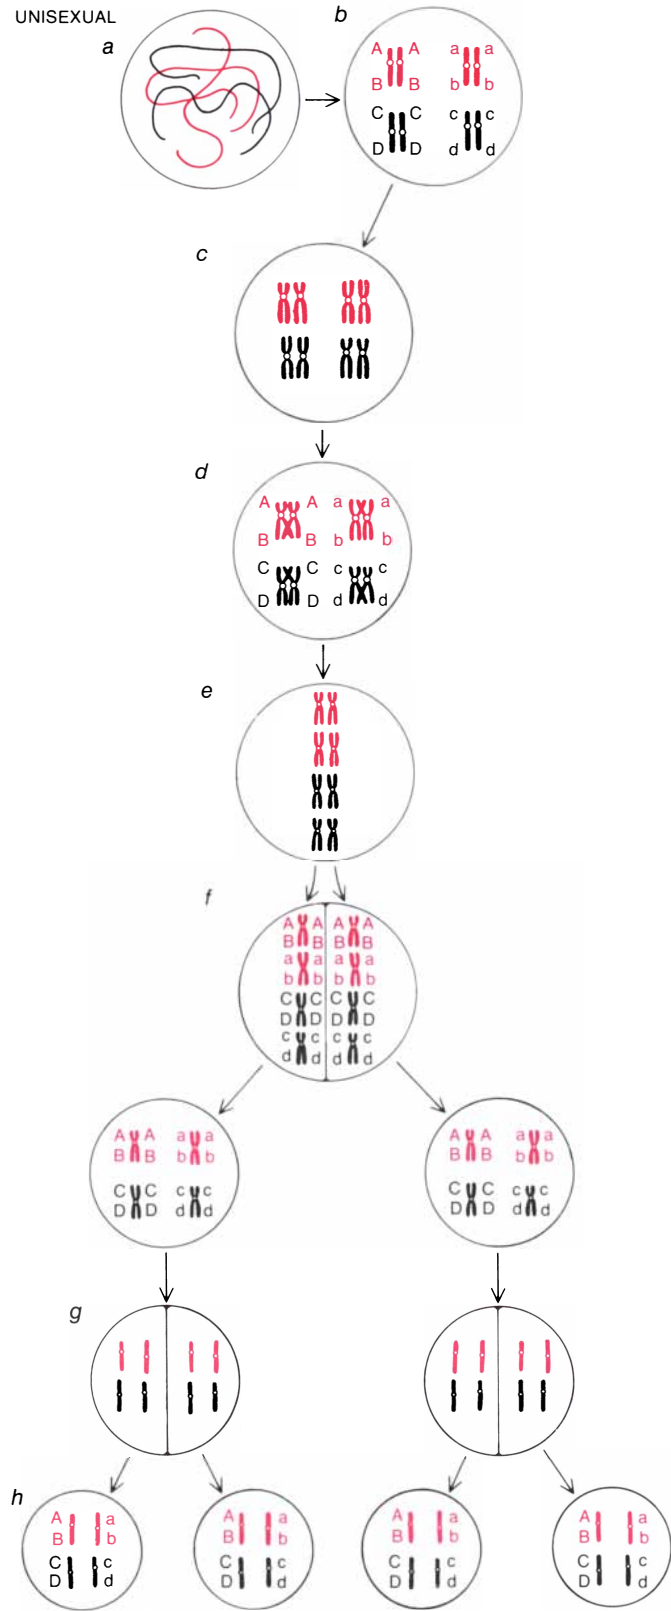 UNISEXUAL
a
b
A A a a
B B b b
C C c c
D D d d
c
d
A A a a
B B b b
C C c c
D D d d
e
f
A A A A
B B B B
a a a a
b b b b
C C C C
D D D D
c c c c
d d d d
A A a a
B B b b
C C c c
D D d d
A A a a
B B b b
C C c c
D D d d
g
h
A a
B b
C c
D d
A a
B b
C c
D d
A a
B b
C c
D d
A a
B b
C c
D d